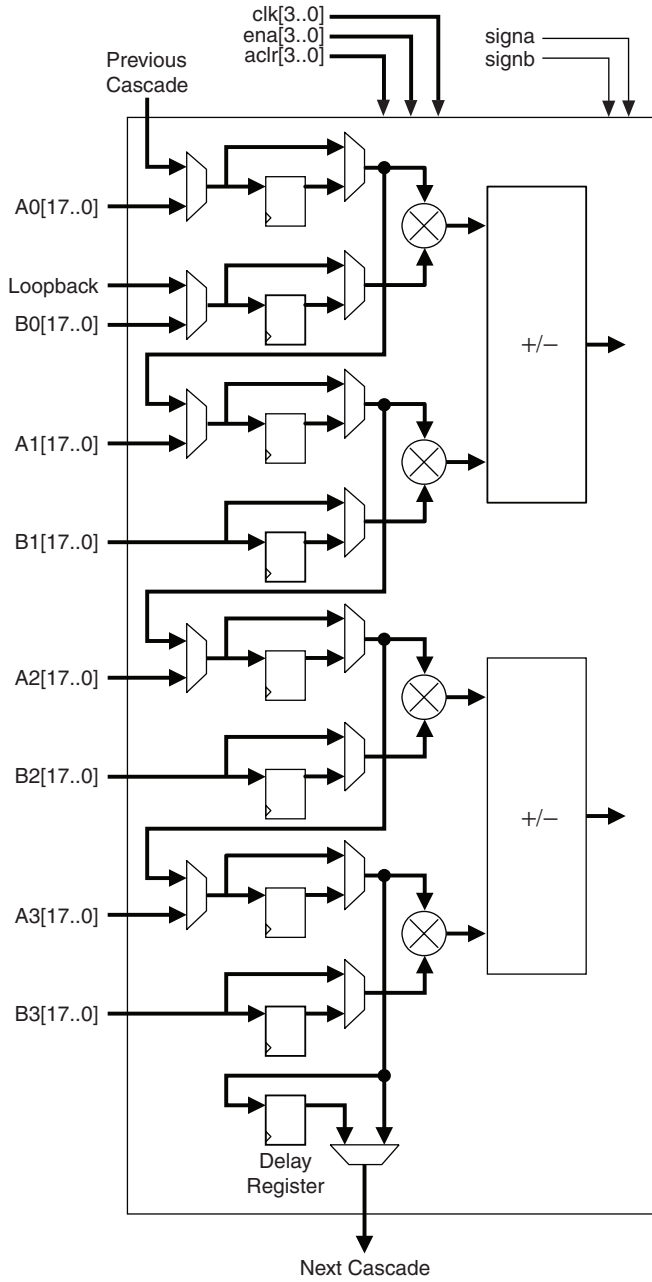 clk[3..0]
ena[3..0]
aclr[3..0]
signa
signb
Previous
Cascade
A0[17..0]
Loopback
B0[17..0]
+/−
A1[17..0]
B1[17..0]
A2[17..0]
B2[17..0]
+/−
A3[17..0]
B3[17..0]
Delay
Register
Next Cascade